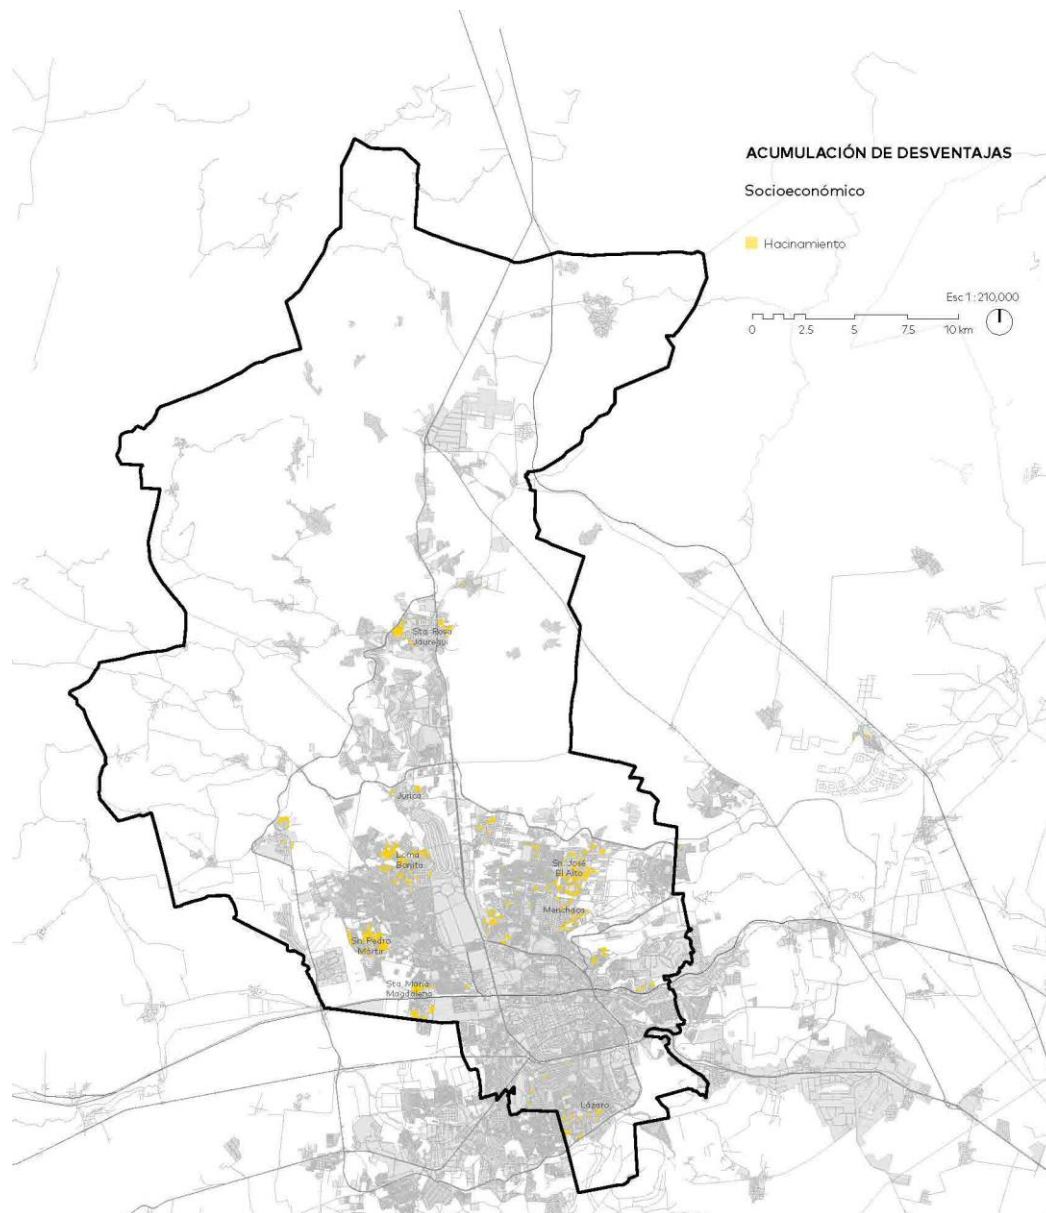 ACUMULACIÓN DE DESVENTAJAS
Socioeconómico
Hacinamiento
Esc 1 : 210,000
0 2.5 5 7.5 10 km
Sta. Rosa
Jáuregui
Jurica
Loma
Bonita
Sn. José
El Alto
Menchaca
Sn. Pedro
Mártir
Sta. María
Magdalena
Lázaro